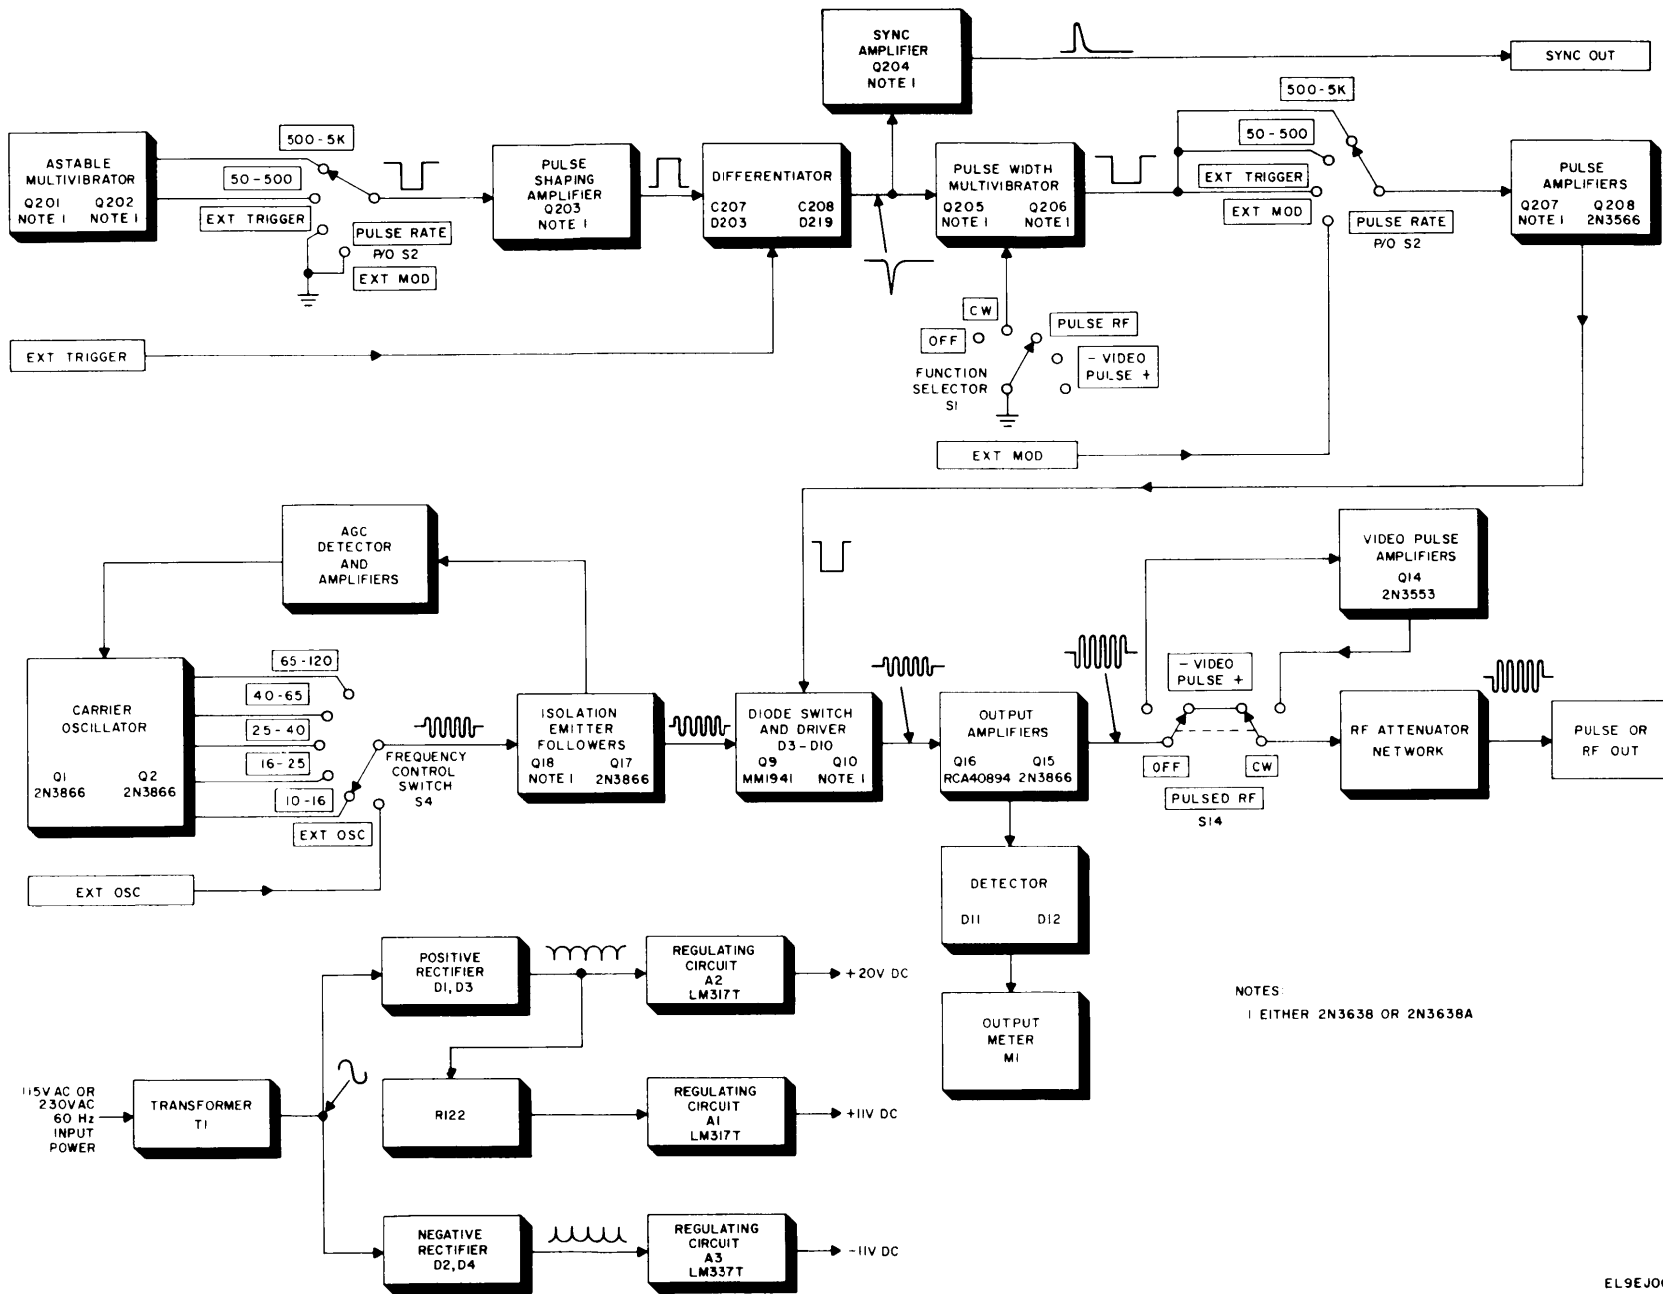 SYNC
AMPLIFIER
Q204
NOTE 1
SYNC OUT
ASTABLE
MULTIVIBRATOR
Q201 Q202
NOTE 1 NOTE 1
500-5K
50-500
EXT TRIGGER
PULSE RATE
P/O S2
EXT MOD
PULSE
SHAPING
AMPLIFIER
Q203
NOTE 1
DIFFERENTIATOR
C207 C208
D203 D219
PULSE WIDTH
MULTIVIBRATOR
Q205 Q206
NOTE 1 NOTE 1
500-5K
50-500
EXT TRIGGER
EXT MOD
PULSE RATE
P/O S2
PULSE
AMPLIFIERS
Q207 Q208
NOTE 1 2N3566
EXT TRIGGER
CW
OFF
PULSE RF
- VIDEO
PULSE +
FUNCTION
SELECTOR
S1
EXT MOD
AGC
DETECTOR
AND
AMPLIFIERS
VIDEO PULSE
AMPLIFIERS
Q14
2N3553
CARRIER
OSCILLATOR
Q1 Q2
2N3866 2N3866
65-120
40-65
25-40
16-25
10-16
EXT OSC
FREQUENCY
CONTROL
SWITCH
S4
ISOLATION
EMITTER
FOLLOWERS
Q18 Q17
NOTE 1 2N3866
DIODE SWITCH
AND DRIVER
D3-D10
Q9 Q10
MM1941 NOTE 1
OUTPUT
AMPLIFIERS
Q16 Q15
RCA40894 2N3866
- VIDEO
PULSE +
OFF
CW
PULSED RF
S14
RF ATTENUATOR
NETWORK
PULSE OR
RF OUT
EXT OSC
DETECTOR
D11 D12
OUTPUT
METER
M1
POSITIVE
RECTIFIER
D1, D3
REGULATING
CIRCUIT
A2
LM317T
+20V DC
NOTES:
1 EITHER 2N3638 OR 2N3638A
115VAC OR
230VAC
60 Hz
INPUT
POWER
TRANSFORMER
T1
R122
REGULATING
CIRCUIT
A1
LM317T
+11V DC
NEGATIVE
RECTIFIER
D2, D4
REGULATING
CIRCUIT
A3
LM337T
-11V DC